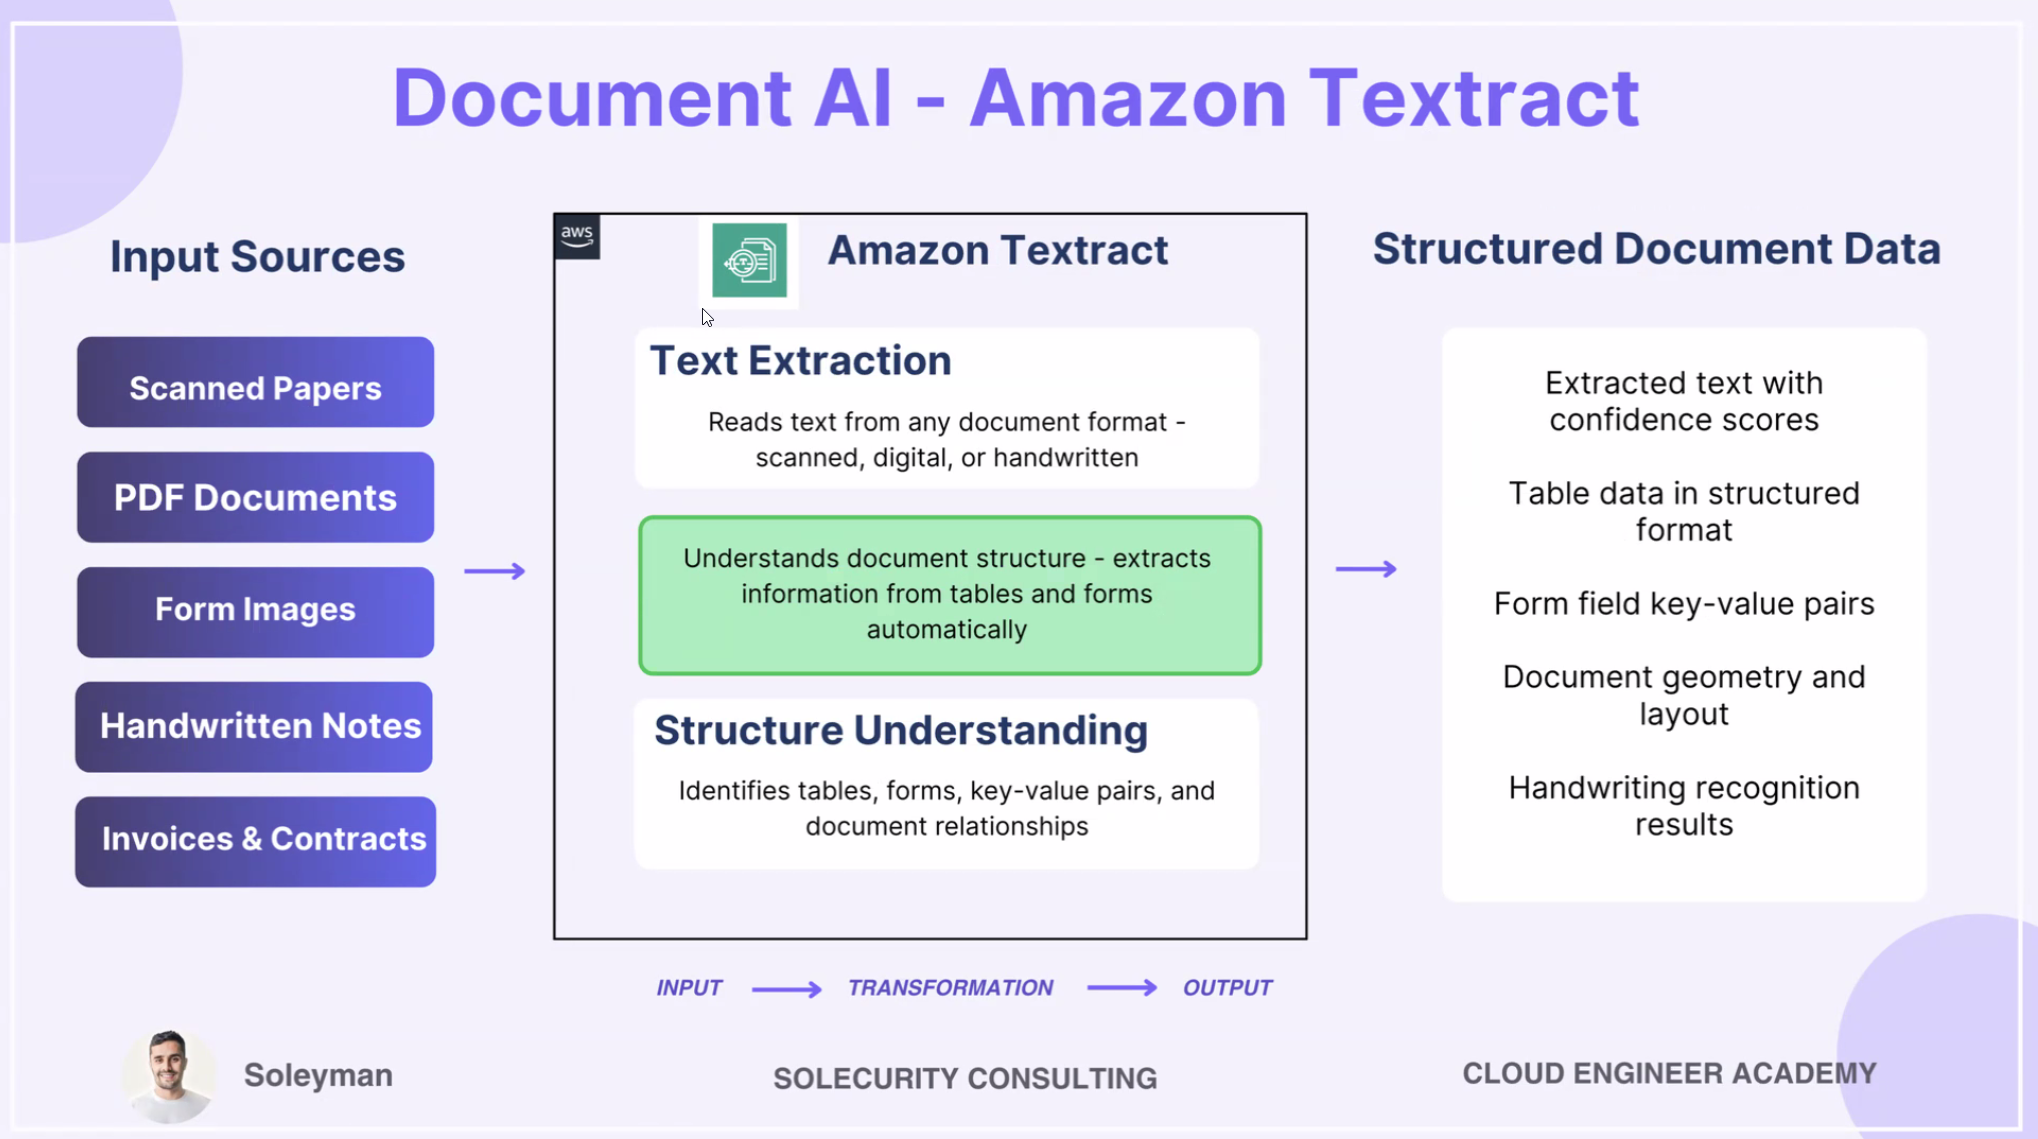 Document AI - Amazon Textract
Input Sources
Scanned Papers
PDF Documents
Form Images
Handwritten Notes
Invoices & Contracts
aws
Amazon Textract
Text Extraction
Reads text from any document format -
scanned, digital, or handwritten
Understands document structure - extracts
information from tables and forms
automatically
Structure Understanding
Identifies tables, forms, key-value pairs, and
document relationships
Structured Document Data
Extracted text with
confidence scores
Table data in structured
format
Form field key-value pairs
Document geometry and
layout
Handwriting recognition
results
INPUT TRANSFORMATION OUTPUT
Soleyman
SOLECURITY CONSULTING
CLOUD ENGINEER ACADEMY